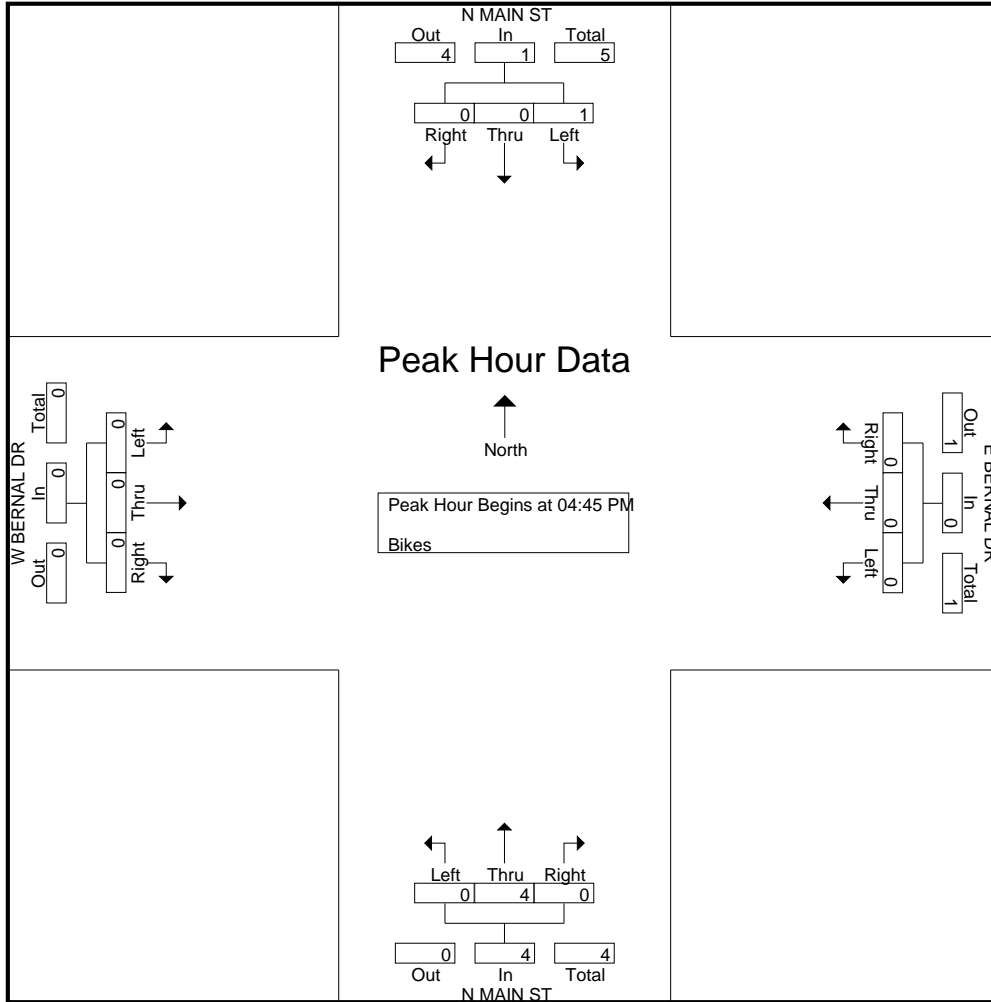 N MAIN ST
Out In Total
4 1 5
0 0 1
Right Thru Left
Peak Hour Data
North
Peak Hour Begins at 04:45 PM
Bikes
W BERNAL DR
Out In Total
0 0 0
0 0 0
Right Thru Left
E BERNAL DR
Out In Total
1 0 1
0 0 0
Right Thru Left
Left Thru Right
0 4 0
0 4 4
Out In Total
N MAIN ST